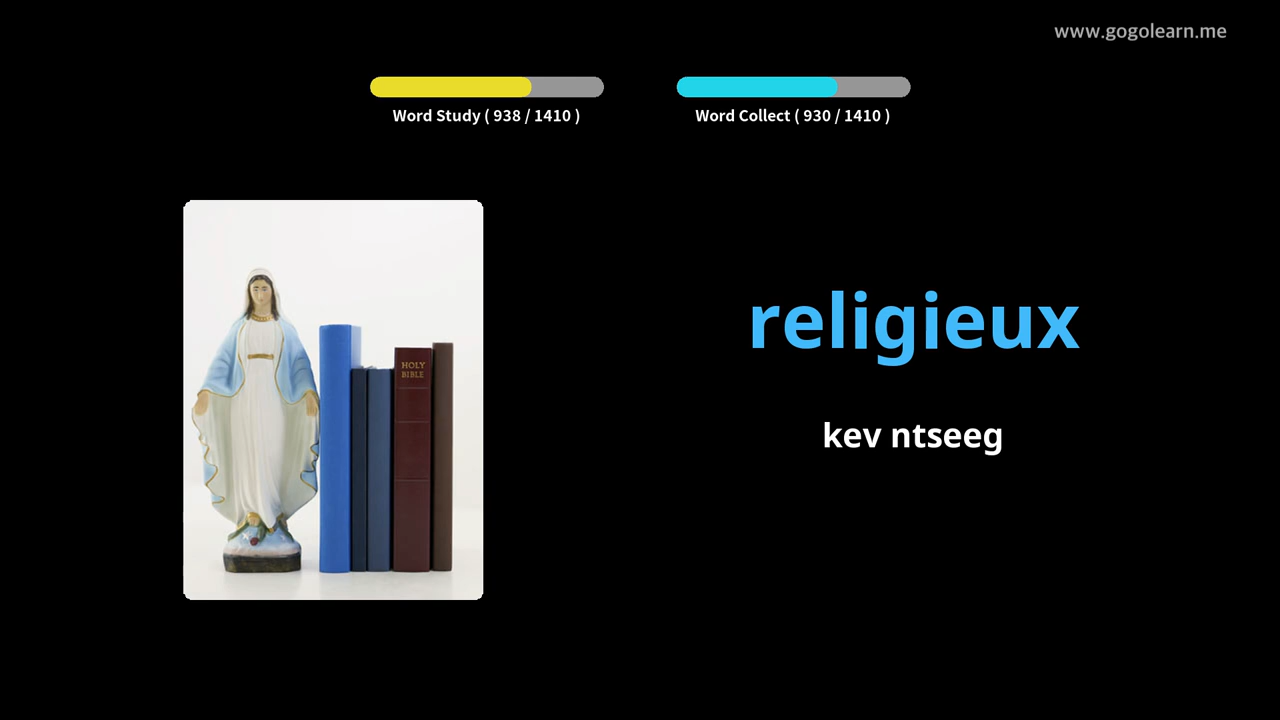 www.gogolearn.me
Word Study ( 938 / 1410 )
Word Collect ( 930 / 1410 )
HOLY
BIBLE
religieux
kev ntseeg